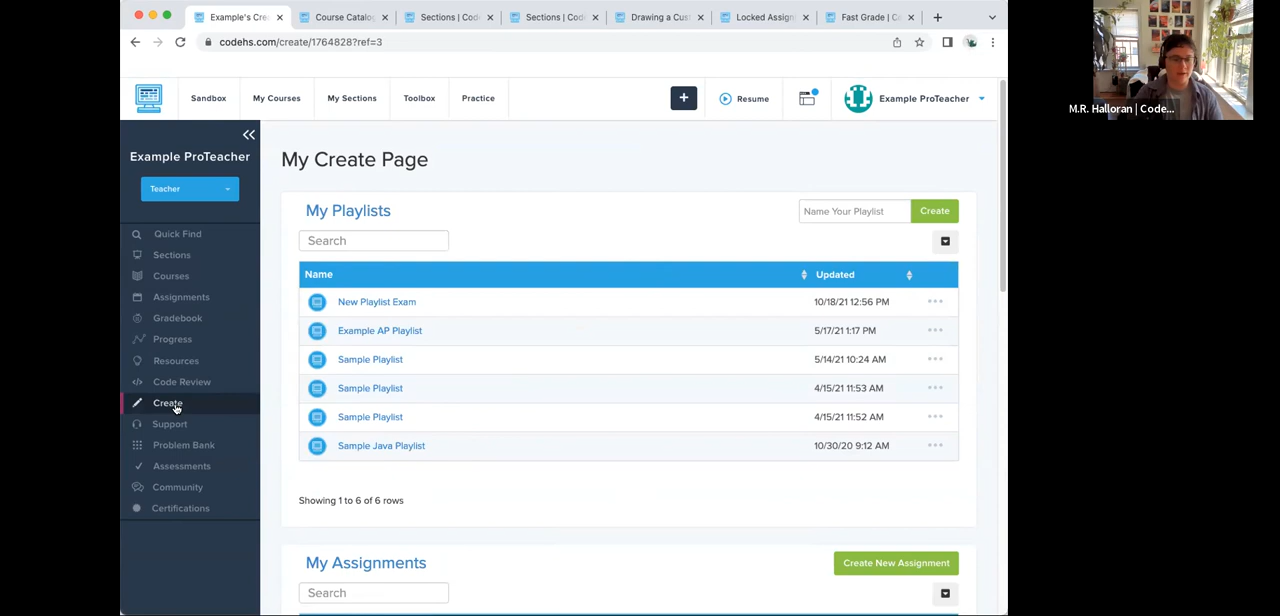 Example's Cre
Course Catalog
Sections | Cod
Sections | Cod
Drawing a Cus
Locked Assign
Fast Grade | C
codehs.com/create/1764828?ref=3
Sandbox
My Courses
My Sections
Toolbox
Practice
Resume
Example ProTeacher
M.R. Halloran | Code...
Example ProTeacher
Teacher
Quick Find
Sections
Courses
Assignments
Gradebook
Progress
Resources
Code Review
Create
Support
Problem Bank
Assessments
Community
Certifications
My Create Page
My Playlists
Name Your Playlist
Create
Search
Name
Updated
New Playlist Exam 10/18/21 12:56 PM
Example AP Playlist 5/17/21 1:17 PM
Sample Playlist 5/14/21 10:24 AM
Sample Playlist 4/15/21 11:53 AM
Sample Playlist 4/15/21 11:52 AM
Sample Java Playlist 10/30/20 9:12 AM
Showing 1 to 6 of 6 rows
My Assignments
Create New Assignment
Search